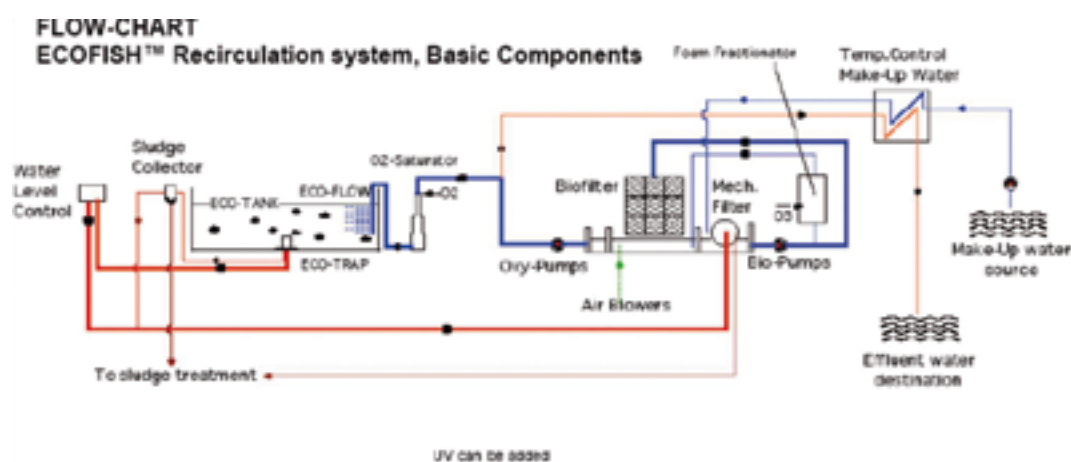 FLOW-CHART
ECOFISH™ Recirculation system, Basic Components
Foam Fractionator
Temp.Control
Make-Up Water
Sludge
Collector
Water
Level
Control
O2-Saturator
ECO-FLOW
O2
ECO-TANK
Biofilter
Mech.
Filter
O3
ECO-TRAP
Oxy-Pumps
Bio-Pumps
Make-Up water
source
Air Blowers
To sludge treatment
Effluent water
destination
UV can be added